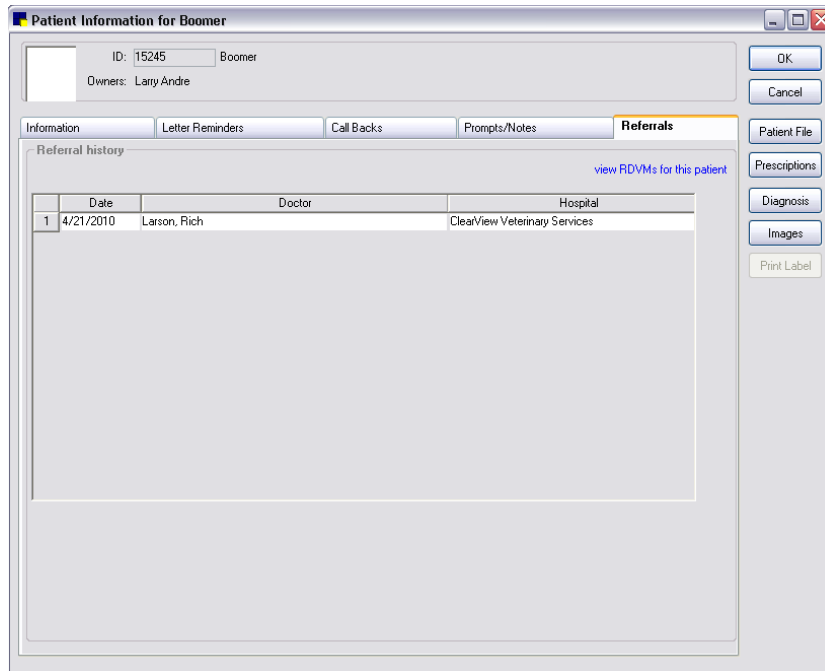 Patient Information for Boomer
ID: 15245 Boomer
Owners: Larry Andre
OK
Cancel
Information Letter Reminders Call Backs Prompts/Notes Referrals
Patient File
Referral history
view RDVMs for this patient
Prescriptions
Date Doctor Hospital
1 4/21/2010 Larson, Rich ClearView Veterinary Services
Diagnosis
Images
Print Label